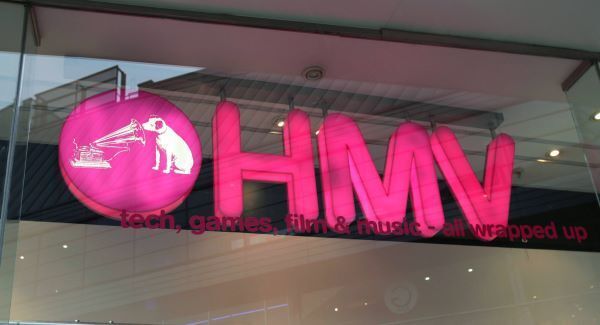 HMV
tech, games, film & music - all wrapped up